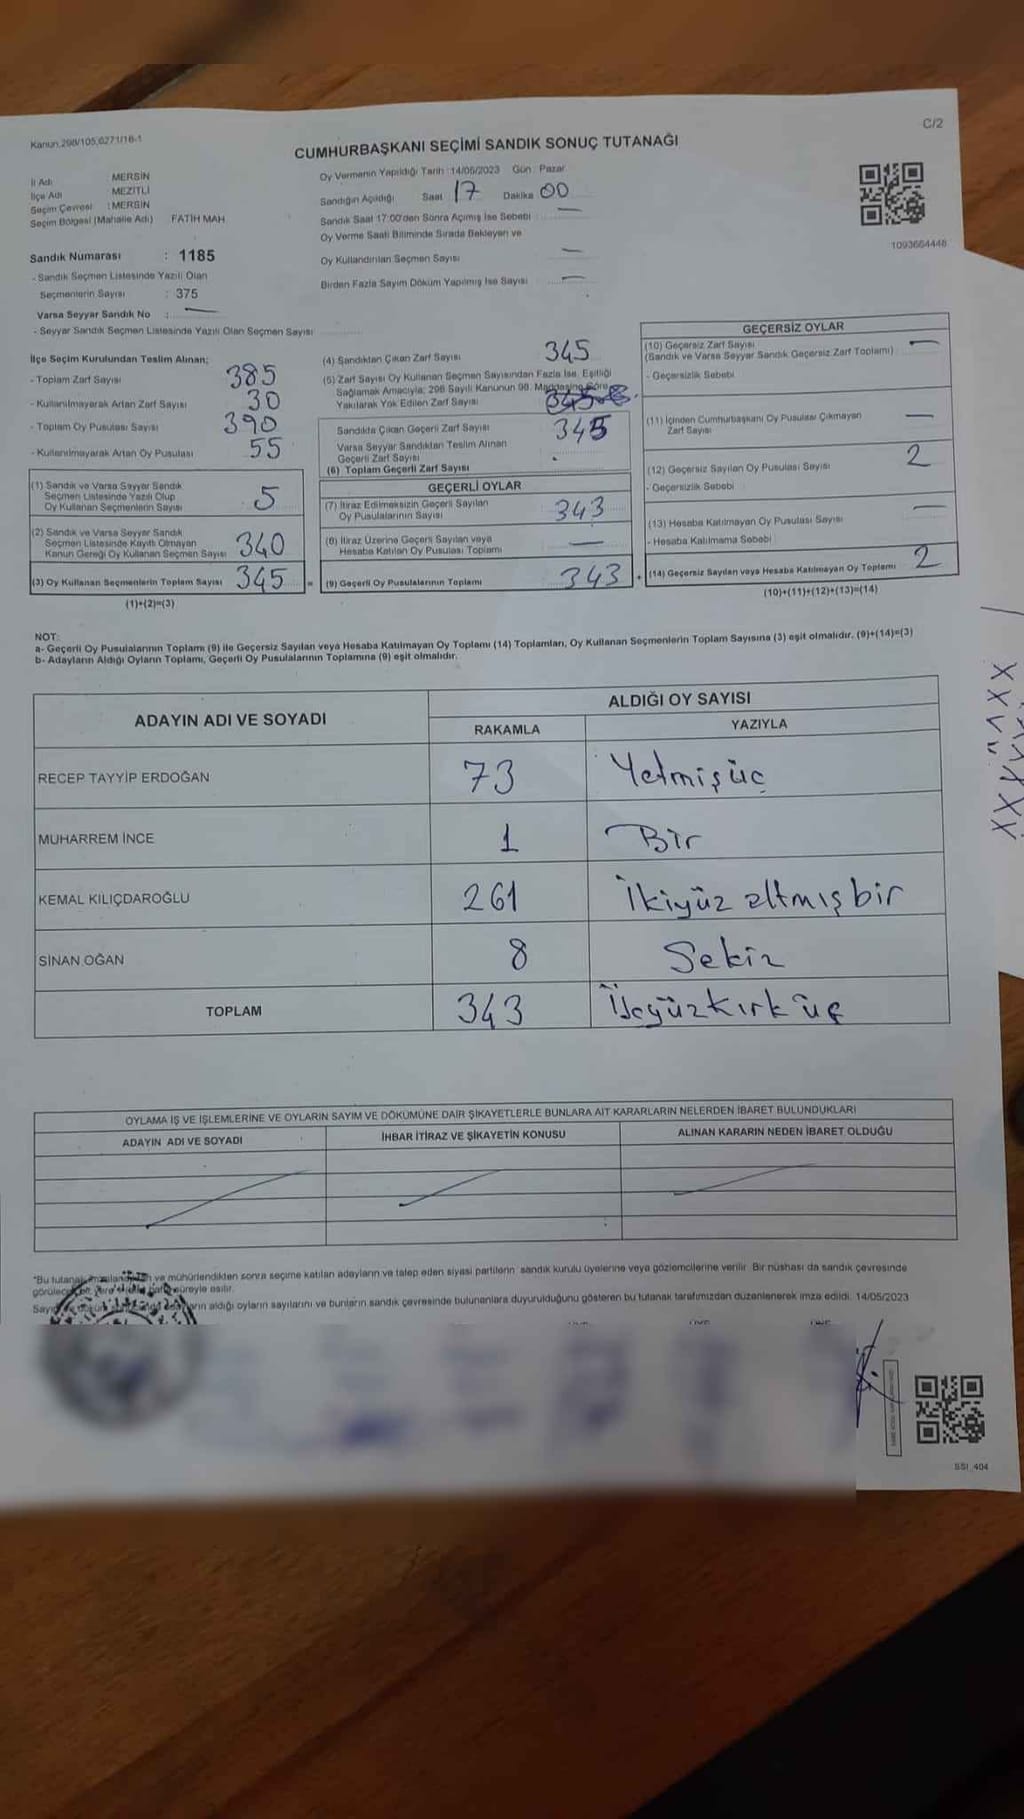 Kanun,298/105,6271/16-1
C/2
CUMHURBAŞKANI SEÇİMİ SANDIK SONUÇ TUTANAĞI
İl Adı MERSİN
İlçe Adı MEZİTLİ
Seçim Çevresi : MERSİN
Seçim Bölgesi (Mahalle Adı) FATİH MAH
Sandık Numarası : 1185
- Sandık Seçmen Listesinde Yazılı Olan
Seçmenlerin Sayısı : 375
Varsa Seyyar Sandık No : —
- Seyyar Sandık Seçmen Listesinde Yazılı Olan Seçmen Sayısı
Oy Vermenin Yapıldığı Tarih : 14/05/2023 Gün : Pazar
Sandığın Açıldığı Saat 17 Dakika 00
Sandık Saat 17:00'den Sonra Açılmış İse Sebebi —
Oy Verme Saati Bitiminde Sırada Bekleyen ve
Oy Kullandırılan Seçmen Sayısı —
Birden Fazla Sayım Döküm Yapılmış İse Sayısı —
1093664448
İlçe Seçim Kurulundan Teslim Alınan;
- Toplam Zarf Sayısı 385
- Kullanılmayarak Artan Zarf Sayısı 30
- Toplam Oy Pusulası Sayısı 390
- Kullanılmayarak Artan Oy Pusulası 55
(1) Sandık ve Varsa Seyyar Sandık
Seçmen Listesinde Yazılı Olup
Oy Kullanan Seçmenlerin Sayısı 5
(2) Sandık ve Varsa Seyyar Sandık
Seçmen Listesinde Kayıtlı Olmayan
Kanun Gereği Oy Kullanan Seçmen Sayısı 340
(3) Oy Kullanan Seçmenlerin Toplam Sayısı 345 =
(1)+(2)=(3)
(4) Sandıktan Çıkan Zarf Sayısı 345
(5) Zarf Sayısı Oy Kullanan Seçmen Sayısından Fazla İse, Eşitliği
Sağlamak Amacıyla; 298 Sayılı Kanunun 98. Maddesine Göre
Yakılarak Yok Edilen Zarf Sayısı
Sandıkta Çıkan Geçerli Zarf Sayısı 345
Varsa Seyyar Sandıktan Teslim Alınan
Geçerli Zarf Sayısı
(6) Toplam Geçerli Zarf Sayısı
GEÇERLİ OYLAR
(7) İtiraz Edilmeksizin Geçerli Sayılan
Oy Pusulalarının Sayısı 343
(8) İtiraz Üzerine Geçerli Sayılan veya
Hesaba Katılan Oy Pusulası Toplamı —
(9) Geçerli Oy Pusulalarının Toplamı 343 +
GEÇERSİZ OYLAR
(10) Geçersiz Zarf Sayısı —
(Sandık ve Varsa Seyyar Sandık Geçersiz Zarf Toplamı)
- Geçersizlik Sebebi
(11) İçinden Cumhurbaşkanı Oy Pusulası Çıkmayan
Zarf Sayısı —
(12) Geçersiz Sayılan Oy Pusulası Sayısı 2
- Geçersizlik Sebebi
(13) Hesaba Katılmayan Oy Pusulası Sayısı —
- Hesaba Katılmama Sebebi
(14) Geçersiz Sayılan veya Hesaba Katılmayan Oy Toplamı 2
(10)+(11)+(12)+(13)=(14)
NOT:
a- Geçerli Oy Pusulalarının Toplamı (9) ile Geçersiz Sayılan veya Hesaba Katılmayan Oy Toplamı (14) Toplamları, Oy Kullanan Seçmenlerin Toplam Sayısına (3) eşit olmalıdır. (9)+(14)=(3)
b- Adayların Aldığı Oyların Toplamı, Geçerli Oy Pusulalarının Toplamına (9) eşit olmalıdır.
ADAYIN ADI VE SOYADI
ALDIĞI OY SAYISI
RAKAMLA YAZIYLA
RECEP TAYYİP ERDOĞAN 73 Yetmişüç
MUHARREM İNCE 1 Bir
KEMAL KILIÇDAROĞLU 261 İkiyüz altmışbir
SİNAN OĞAN 8 Sekiz
TOPLAM 343 Üçyüzkırküç
OYLAMA İŞ VE İŞLEMLERİNE VE OYLARIN SAYIM VE DÖKÜMÜNE DAİR ŞİKAYETLERLE BUNLARA AİT KARARLARIN NELERDEN İBARET BULUNDUKLARI
ADAYIN ADI VE SOYADI İHBAR İTİRAZ VE ŞİKAYETİN KONUSU ALINAN KARARIN NEDEN İBARET OLDUĞU
*Bu tutanak ve mühürlendikten sonra seçime katılan adayların ve talep eden siyasi partilerin sandık kurulu üyelerine veya gözlemcilerine verilir. Bir nüshası da sandık çevresinde
süreyle asılır.
aldığı oyların sayılarını ve bunların sandık çevresinde bulunanlara duyurulduğunu gösteren bu tutanak tarafımızdan düzenlenerek imza edildi. 14/05/2023
SSI_404